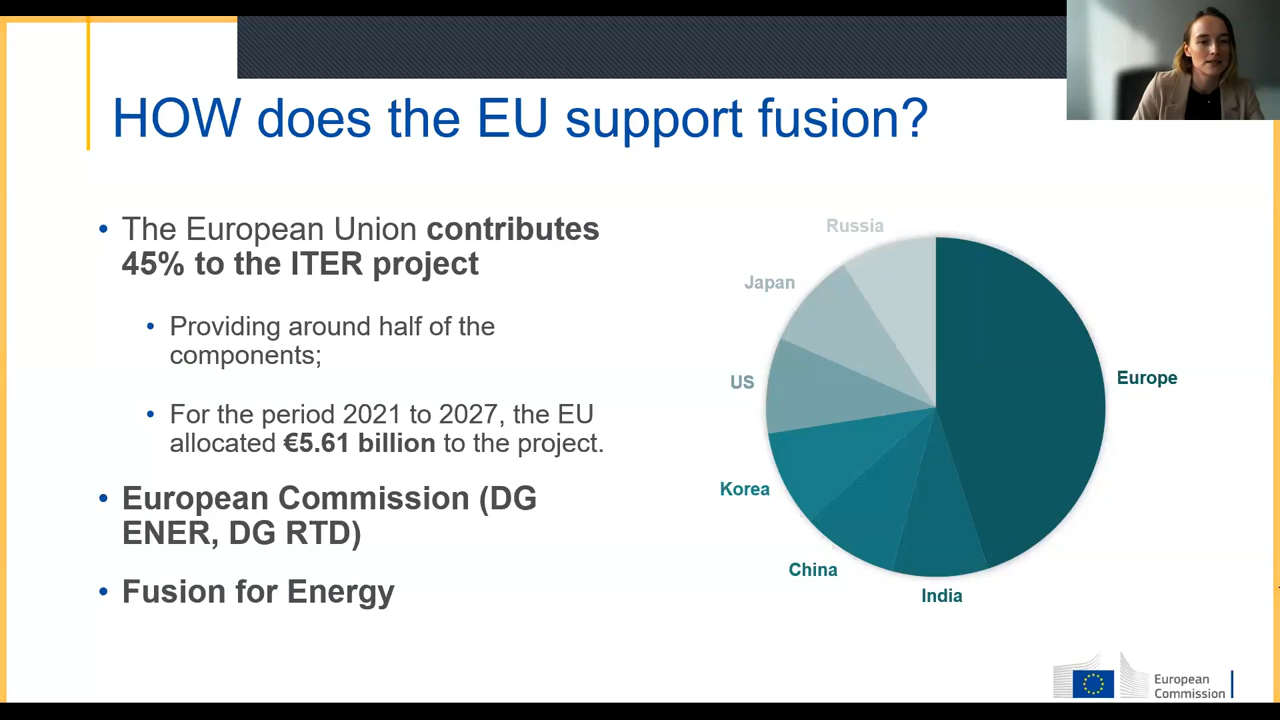 HOW does the EU support fusion?
• The European Union contributes
45% to the ITER project
• Providing around half of the
components;
• For the period 2021 to 2027, the EU
allocated €5.61 billion to the project.
• European Commission (DG
ENER, DG RTD)
• Fusion for Energy
Russia
Japan
US
Korea
China
India
Europe
European
Commission